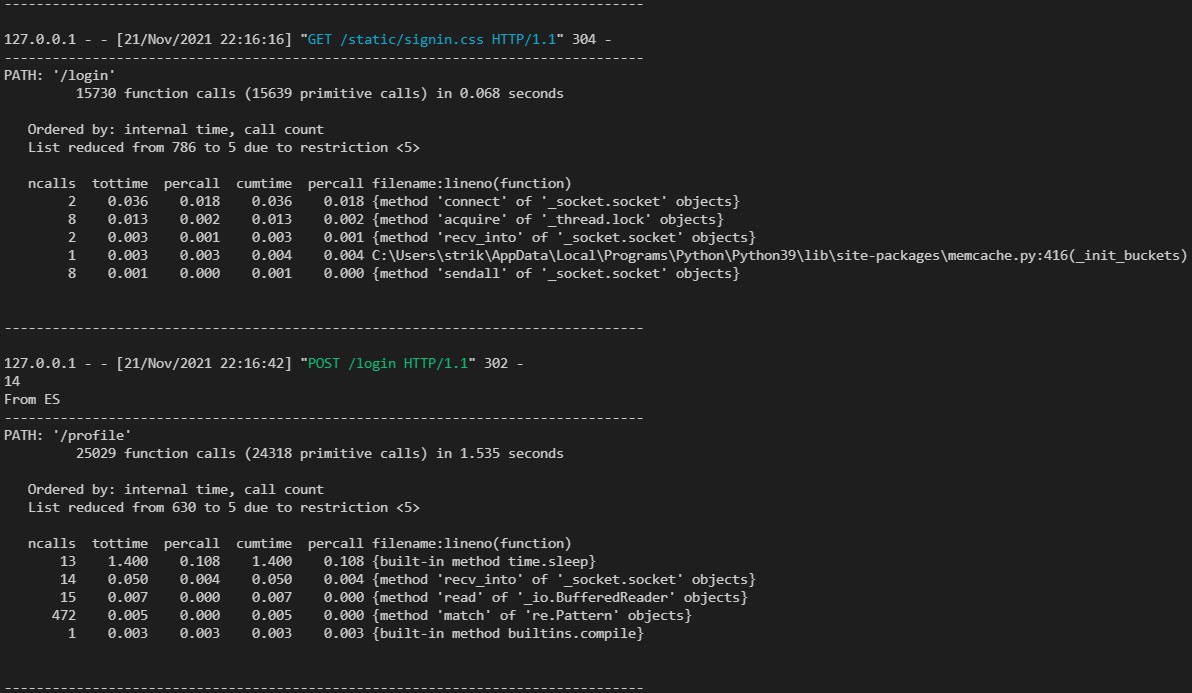 --------------------------------------------------------------------------------
127.0.0.1 - - [21/Nov/2021 22:16:16] "GET /static/signin.css HTTP/1.1" 304 -
--------------------------------------------------------------------------------
PATH: '/login'
         15730 function calls (15639 primitive calls) in 0.068 seconds

   Ordered by: internal time, call count
   List reduced from 786 to 5 due to restriction <5>

   ncalls  tottime  percall  cumtime  percall filename:lineno(function)
        2    0.036    0.018    0.036    0.018 {method 'connect' of '_socket.socket' objects}
        8    0.013    0.002    0.013    0.002 {method 'acquire' of '_thread.lock' objects}
        2    0.003    0.001    0.003    0.001 {method 'recv_into' of '_socket.socket' objects}
        1    0.003    0.003    0.004    0.004 C:\Users\strik\AppData\Local\Programs\Python\Python39\lib\site-packages\memcache.py:416(_init_buckets)
        8    0.001    0.000    0.001    0.000 {method 'sendall' of '_socket.socket' objects}

--------------------------------------------------------------------------------
127.0.0.1 - - [21/Nov/2021 22:16:42] "POST /login HTTP/1.1" 302 -
14
From ES
--------------------------------------------------------------------------------
PATH: '/profile'
         25029 function calls (24318 primitive calls) in 1.535 seconds

   Ordered by: internal time, call count
   List reduced from 630 to 5 due to restriction <5>

   ncalls  tottime  percall  cumtime  percall filename:lineno(function)
       13    1.400    0.108    1.400    0.108 {built-in method time.sleep}
       14    0.050    0.004    0.050    0.004 {method 'recv_into' of '_socket.socket' objects}
       15    0.007    0.000    0.007    0.000 {method 'read' of '_io.BufferedReader' objects}
      472    0.005    0.000    0.005    0.000 {method 'match' of 're.Pattern' objects}
        1    0.003    0.003    0.003    0.003 {built-in method builtins.compile}

--------------------------------------------------------------------------------